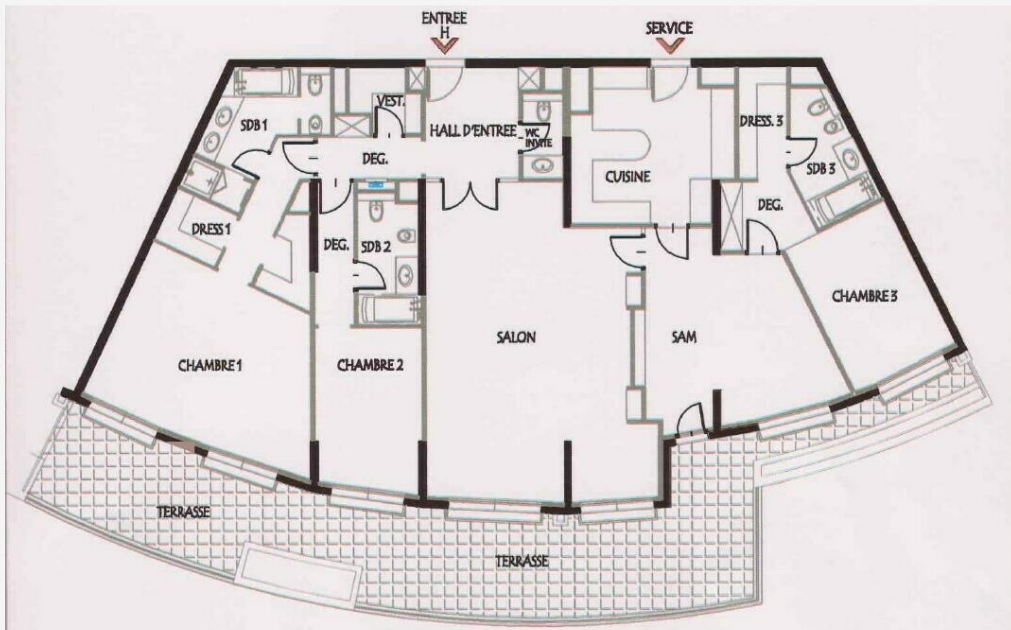 ENTREE
H
SERVICE
SDB 1
VEST.
HALL D'ENTREE
WC
INVITE
DEG.
CUISINE
DRESS. 3
SDB 3
DEG.
DRESS 1
DEG.
SDB 2
CHAMBRE 1
CHAMBRE 2
SALON
SAM
CHAMBRE 3
TERRASSE
TERRASSE